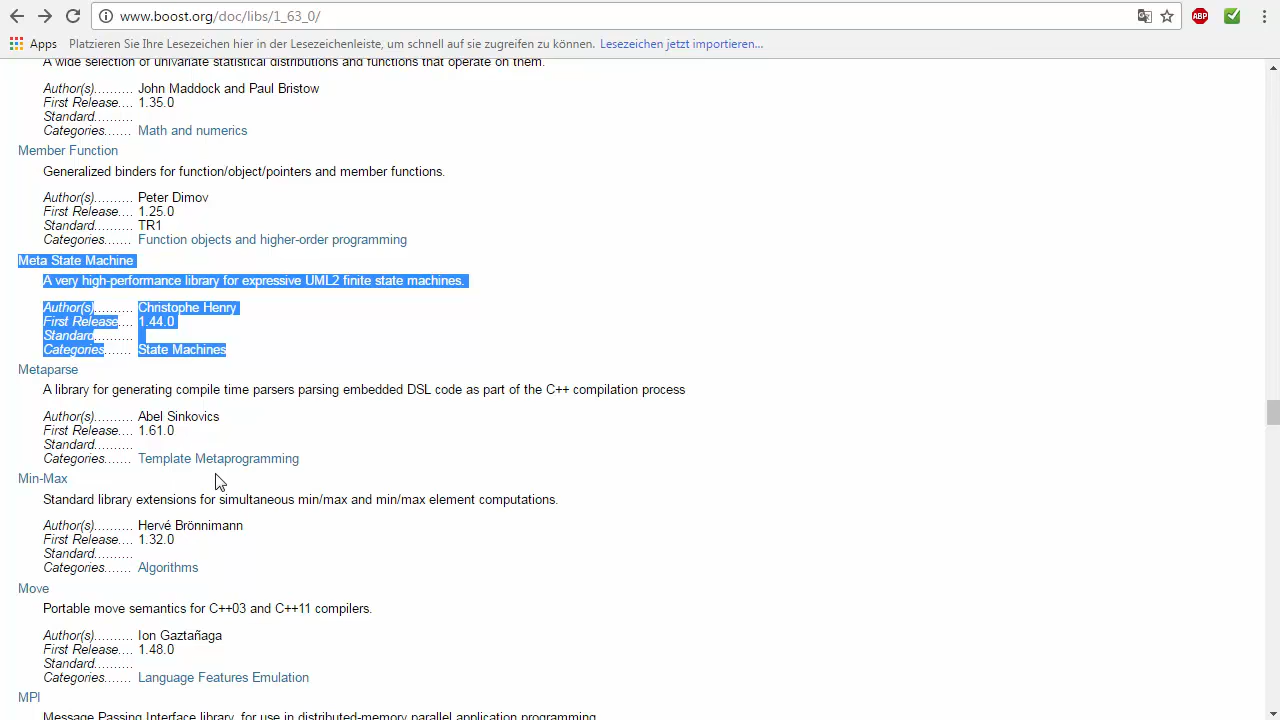 www.boost.org/doc/libs/1_63_0/
ABP
Apps Platzieren Sie Ihre Lesezeichen hier in der Lesezeichenleiste, um schnell auf sie zugreifen zu können. Lesezeichen jetzt importieren...
A wide selection of univariate statistical distributions and functions that operate on them.
Author(s).......... John Maddock and Paul Bristow
First Release.... 1.35.0
Standard..........
Categories....... Math and numerics
Member Function
Generalized binders for function/object/pointers and member functions.
Author(s).......... Peter Dimov
First Release.... 1.25.0
Standard.......... TR1
Categories....... Function objects and higher-order programming
Meta State Machine
A very high-performance library for expressive UML2 finite state machines.
Author(s).......... Christophe Henry
First Release.... 1.44.0
Standard..........
Categories....... State Machines
Metaparse
A library for generating compile time parsers parsing embedded DSL code as part of the C++ compilation process
Author(s).......... Abel Sinkovics
First Release.... 1.61.0
Standard..........
Categories....... Template Metaprogramming
Min-Max
Standard library extensions for simultaneous min/max and min/max element computations.
Author(s).......... Hervé Brönnimann
First Release.... 1.32.0
Standard..........
Categories....... Algorithms
Move
Portable move semantics for C++03 and C++11 compilers.
Author(s).......... Ion Gaztañaga
First Release.... 1.48.0
Standard..........
Categories....... Language Features Emulation
MPI
Message Passing Interface library, for use in distributed-memory parallel application programming.